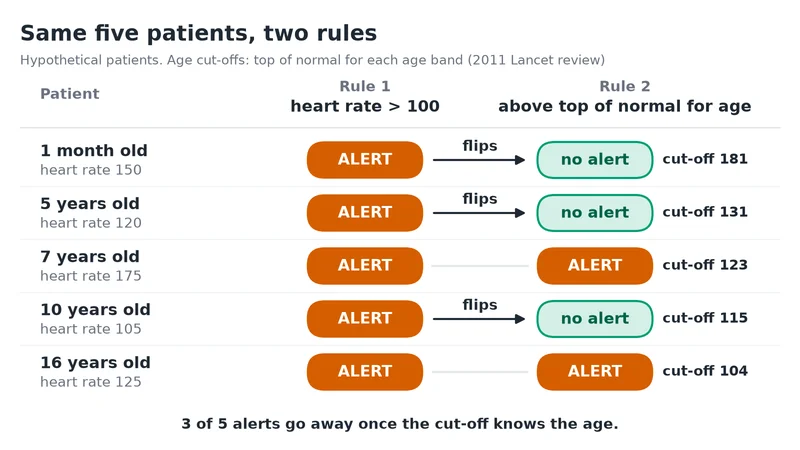 Same five patients, two rules
Hypothetical patients. Age cut-offs: top of normal for each age band (2011 Lancet review)
Patient
Rule 1
heart rate > 100
Rule 2
above top of normal for age
1 month old
heart rate 150
ALERT
flips
no alert
cut-off 181
5 years old
heart rate 120
ALERT
flips
no alert
cut-off 131
7 years old
heart rate 175
ALERT
ALERT
cut-off 123
10 years old
heart rate 105
ALERT
flips
no alert
cut-off 115
16 years old
heart rate 125
ALERT
ALERT
cut-off 104
3 of 5 alerts go away once the cut-off knows the age.